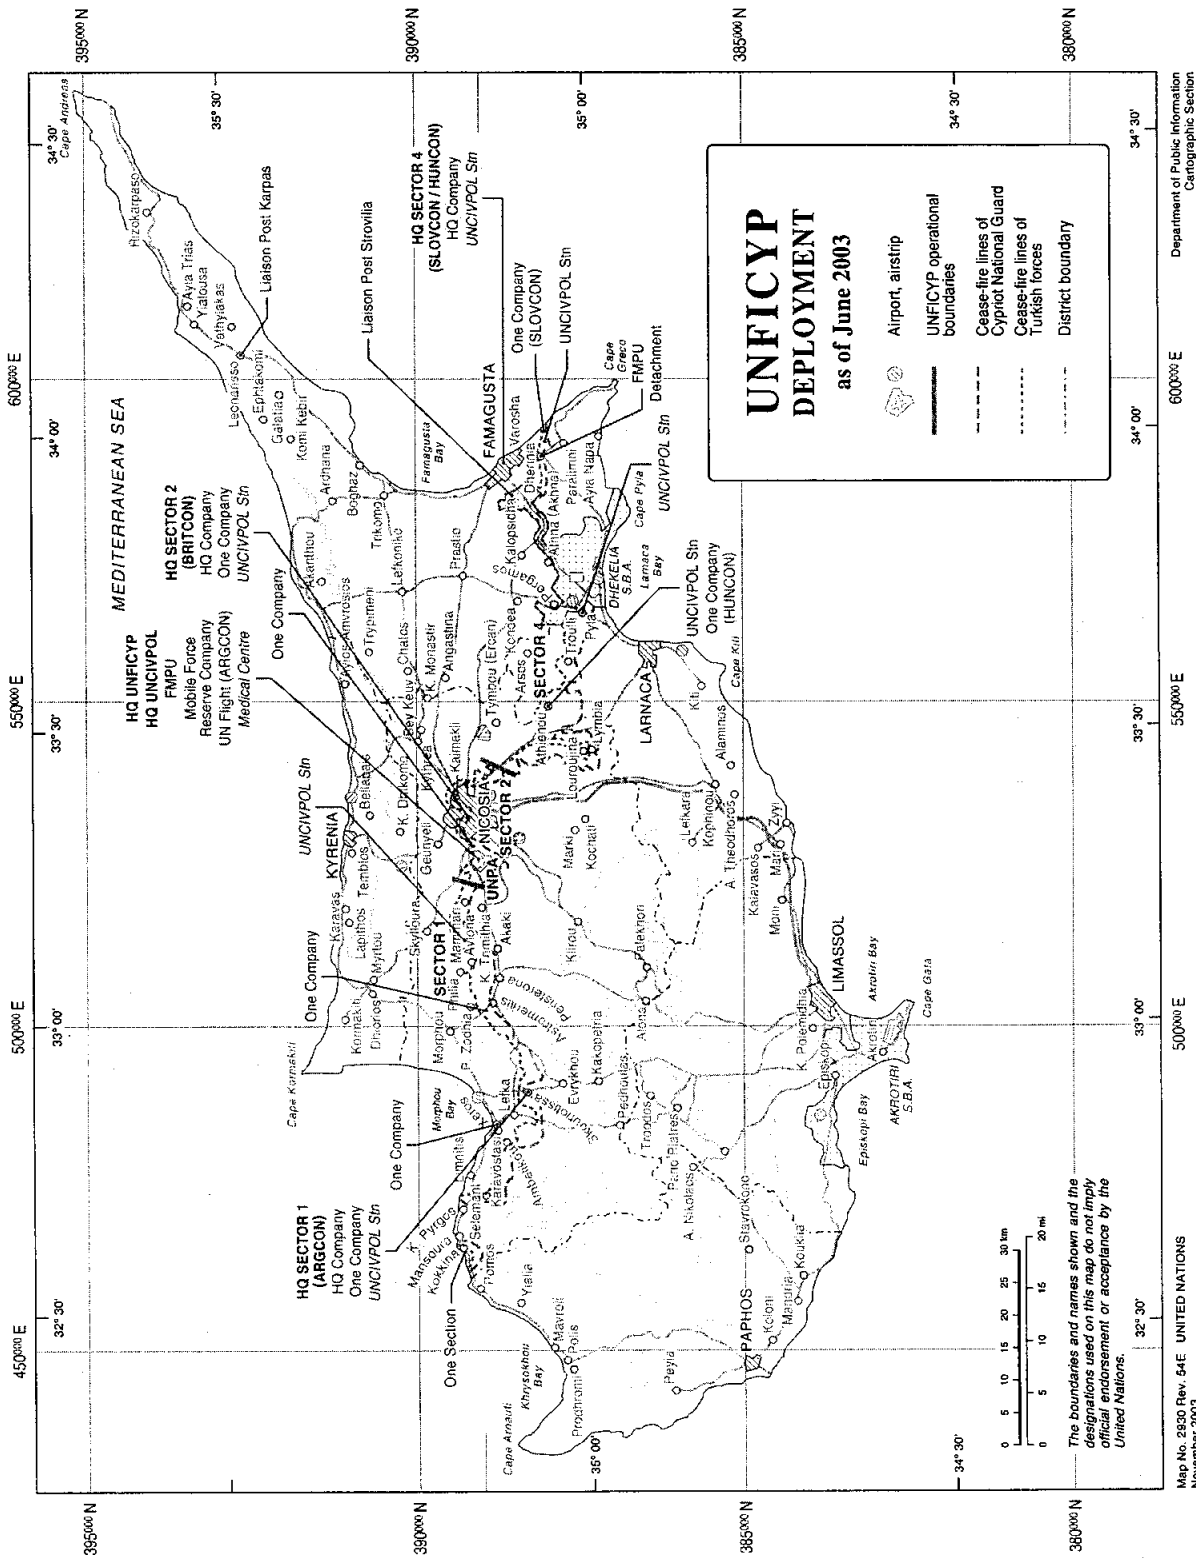 UNFICYP
DEPLOYMENT
as of June 2003
Airport, airstrip
UNFICYP operational
boundaries
Cease-fire lines of
Cypriot National Guard
Cease-fire lines of
Turkish forces
District boundary
450000 E
500000 E
550000 E
600000 E
32° 30'
33° 00'
33° 30'
34° 00'
34° 30'
395000 N
390000 N
385000 N
380000 N
35° 30'
35° 00'
34° 30'
MEDITERRANEAN SEA
HQ SECTOR 1
(ARGCON)
HQ Company
One Company
UNCIVPOL Stn
One Section
One Company
One Company
UNCIVPOL Stn
HQ UNFICYP
HQ UNCIVPOL
FMPU
Mobile Force
Reserve Company
UN Flight (ARGCON)
Medical Centre
One Company
HQ SECTOR 2
(BRITCON)
HQ Company
One Company
UNCIVPOL Stn
Liaison Post Karpas
Liaison Post Strovilia
HQ SECTOR 4
(SLOVCON / HUNCON)
HQ Company
UNCIVPOL Stn
One Company
(SLOVCON)
UNCIVPOL Stn
FMPU
Detachment
UNCIVPOL Stn
UNCIVPOL Stn
One Company
(HUNCON)
SECTOR 1
UNPA
SECTOR 2
SECTOR 4
Cape Arnauti
Khrysokhou
Bay
Prodhromi
Polis
Mavroli
Yialia
Pomos
Kokkina
Mansoura
K. Pyrgos
Selemant
Limnitis
Karavostasi
Ambelikou
Xeros
Lefka
Skouriotissa
Morphou
Bay
Cape Kormakiti
Kormakiti
Dhiorios
Myrtou
Morphou
P. Zodhia
Philia
Mammari
Avlona
K. Trimithia
Akaki
Astromeritis
Peristerona
Skylloura
Karavas
Lapithos
Temblos
KYRENIA
Bellabais
K. Dhikomo
Geunyeli
NICOSIA
Kaimakli
Kythrea
Bey Keuy
Chatos
K. Monastir
Angastina
Tymbou (Ercan)
Trypimeni
Ayios Amvrosios
Akanthou
Lefkoniko
Prastio
Trikomo
Boghaz
Ardhana
Komi Kebir
Galatia
Ephtakomi
Leonarisso
Vathylakas
Yialousa
Ayia Trias
Rizokarpaso
Cape Andreas
Famagusta
Bay
FAMAGUSTA
Varosha
Dherinia
Kalopsidha
Athna (Akhna)
Paralimni
Ayia Napa
Cape
Greco
Cape Pyla
Pergamos
Kondea
Arsos
Troulli
Pyla
DHEKELIA
S.B.A.
Larnaca
Bay
Athienou
Louroujina
Lymbia
LARNACA
Kiti
Cape Kiti
Alaminos
Lefkara
Kophinou
A. Theodhoros
Zyyi
Mari
Kalavasos
Moni
Marki
Kochati
Klirou
Palekhori
Alona
Evrykhou
Kakopetria
Pedhoulas
Troodos
Pano Platres
A. Nikolaos
Stavrokono
Peyia
PAPHOS
Koloni
Mandria
Kouklia
Episkopi
Episkopi Bay
K. Polemidhia
LIMASSOL
Akrotiri
AKROTIRI
S.B.A.
Akrotiri Bay
Cape Gata
0 5 10 15 20 25 30 km
0 5 10 15 20 mi
The boundaries and names shown and the
designations used on this map do not imply
official endorsement or acceptance by the
United Nations.
Map No. 2930 Rev. 54E UNITED NATIONS
November 2003
Department of Public Information
Cartographic Section